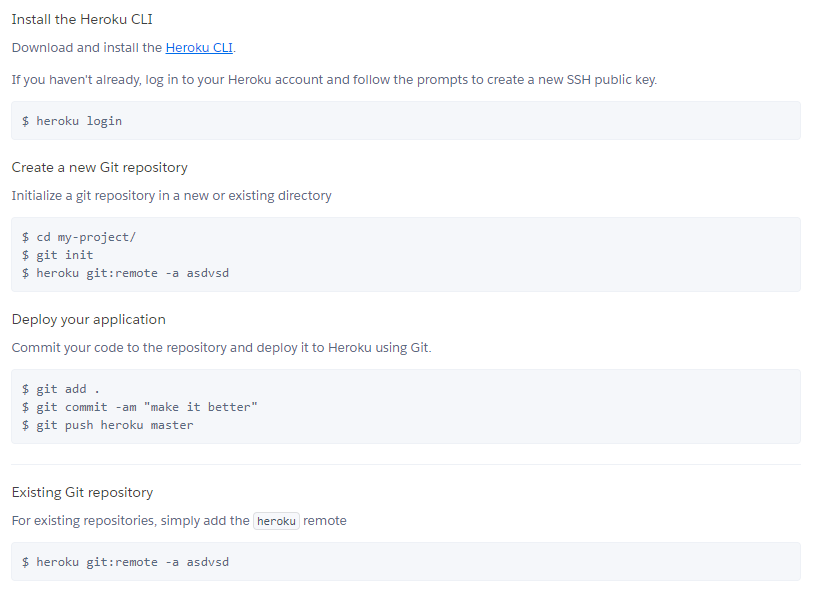 Install the Heroku CLI
Download and install the Heroku CLI.
If you haven't already, log in to your Heroku account and follow the prompts to create a new SSH public key.
$ heroku login
Create a new Git repository
Initialize a git repository in a new or existing directory
$ cd my-project/
$ git init
$ heroku git:remote -a asdvsd
Deploy your application
Commit your code to the repository and deploy it to Heroku using Git.
$ git add .
$ git commit -am "make it better"
$ git push heroku master
Existing Git repository
For existing repositories, simply add the heroku remote
$ heroku git:remote -a asdvsd